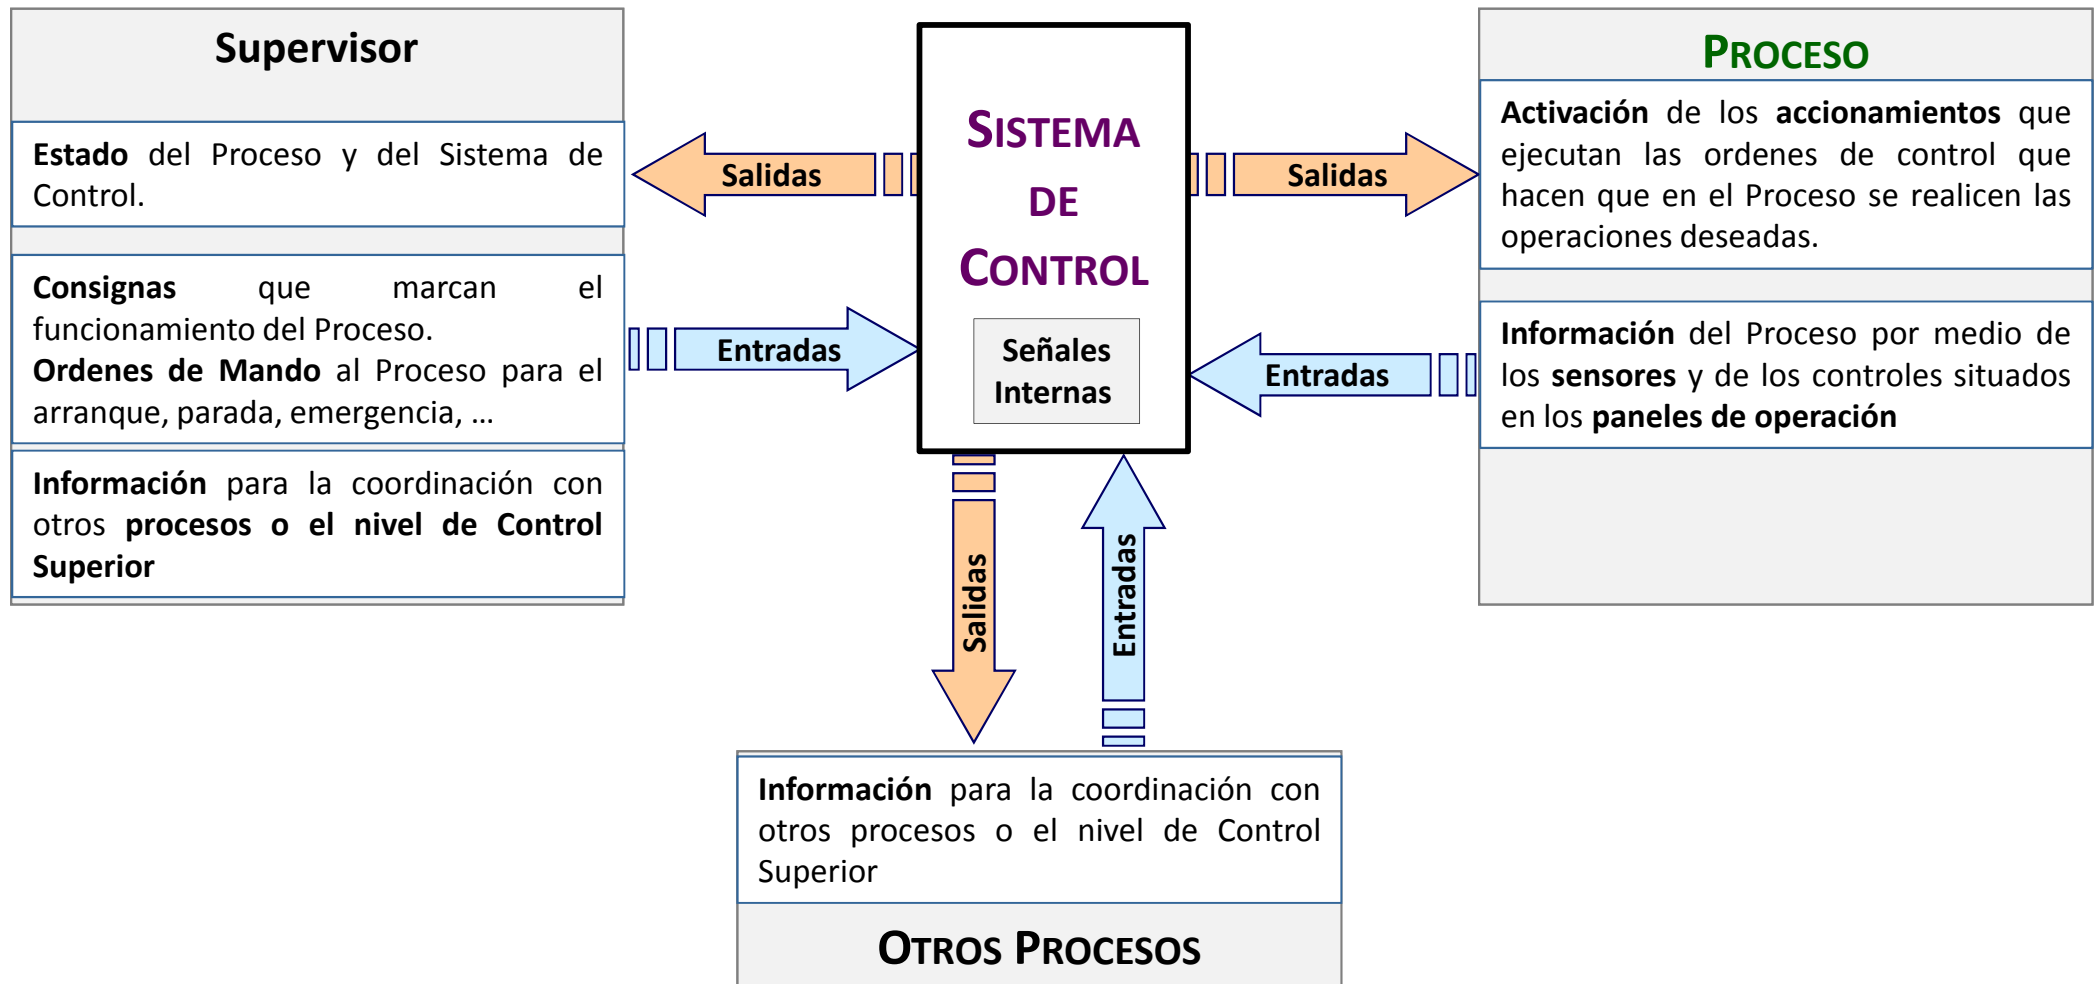 Supervisor
Estado del Proceso y del Sistema de
Control.
Consignas que marcan el
funcionamiento del Proceso.
Ordenes de Mando al Proceso para el
arranque, parada, emergencia, ...
Información para la coordinación con
otros procesos o el nivel de Control
Superior
Salidas
Entradas
SISTEMA
DE
CONTROL
Señales
Internas
Salidas
Entradas
PROCESO
Activación de los accionamientos que
ejecutan las ordenes de control que
hacen que en el Proceso se realicen las
operaciones deseadas.
Información del Proceso por medio de
los sensores y de los controles situados
en los paneles de operación
Salidas
Entradas
Información para la coordinación con
otros procesos o el nivel de Control
Superior
OTROS PROCESOS